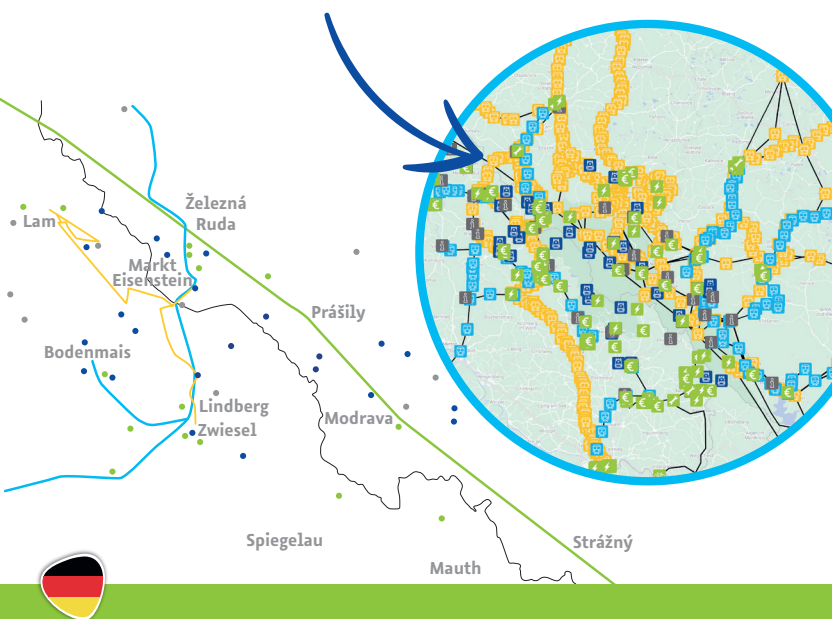 Železná
Ruda
Lam
Markt
Eisenstein
Prášily
Bodenmais
Lindberg
Modrava
Zwiesel
Spiegelau
Strážný
Mauth